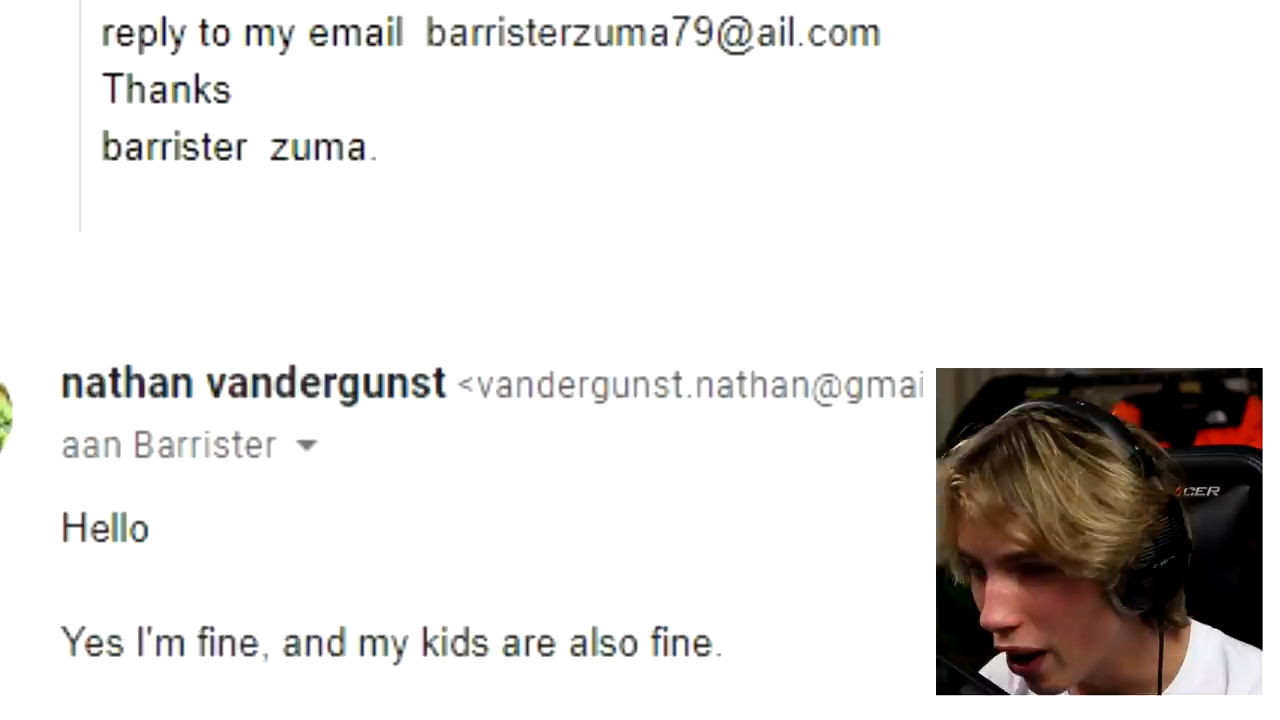 reply to my email barristerzuma79@ail.com
Thanks
barrister zuma.
nathan vandergunst <vandergunst.nathan@gmai
aan Barrister
Hello
Yes I'm fine, and my kids are also fine.